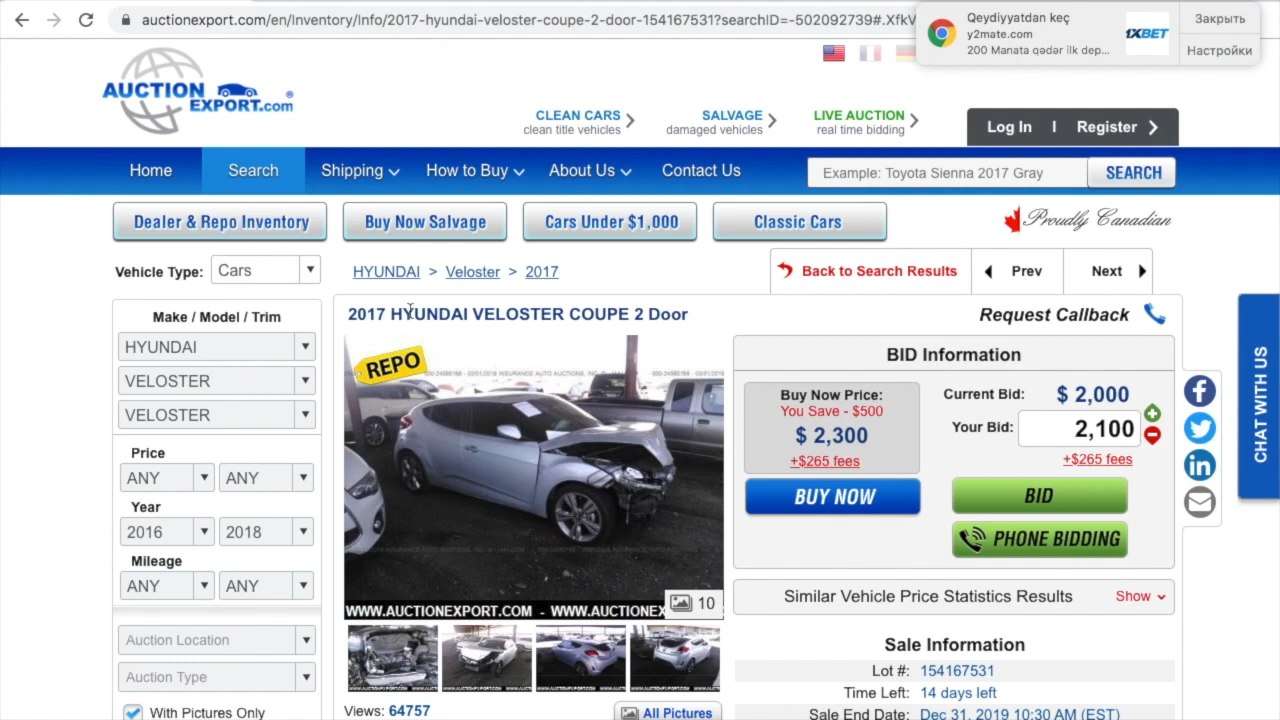 auctionexport.com/en/Inventory/Info/2017-hyundai-veloster-coupe-2-door-154167531?searchID=-502092739#.XfkV
Qeydiyyatdan keç
y2mate.com
200 Manata qədər ilk dep...
1XBET
Закрыть
Настройки
AUCTION
EXPORT.com
®
CLEAN CARS
clean title vehicles
SALVAGE
damaged vehicles
LIVE AUCTION
real time bidding
Log In I Register
Home Search Shipping How to Buy About Us Contact Us
Example: Toyota Sienna 2017 Gray
SEARCH
Dealer & Repo Inventory
Buy Now Salvage
Cars Under $1,000
Classic Cars
Proudly Canadian
Vehicle Type: Cars
HYUNDAI > Veloster > 2017
Back to Search Results
Prev
Next
Make / Model / Trim
HYUNDAI
VELOSTER
VELOSTER
Price
ANY ANY
Year
2016 2018
Mileage
ANY ANY
Auction Location
Auction Type
With Pictures Only
2017 HYUNDAI VELOSTER COUPE 2 Door
Request Callback
REPO
10
WWW.AUCTIONEXPORT.COM - WWW.AUCTIONEX
Views: 64757
All Pictures
BID Information
Buy Now Price:
You Save - $500
$ 2,300
+$265 fees
BUY NOW
Current Bid: $ 2,000
Your Bid: 2,100
+$265 fees
BID
PHONE BIDDING
Similar Vehicle Price Statistics Results Show
Sale Information
Lot #: 154167531
Time Left: 14 days left
Sale End Date: Dec 31, 2019 10:30 AM (EST)
CHAT WITH US